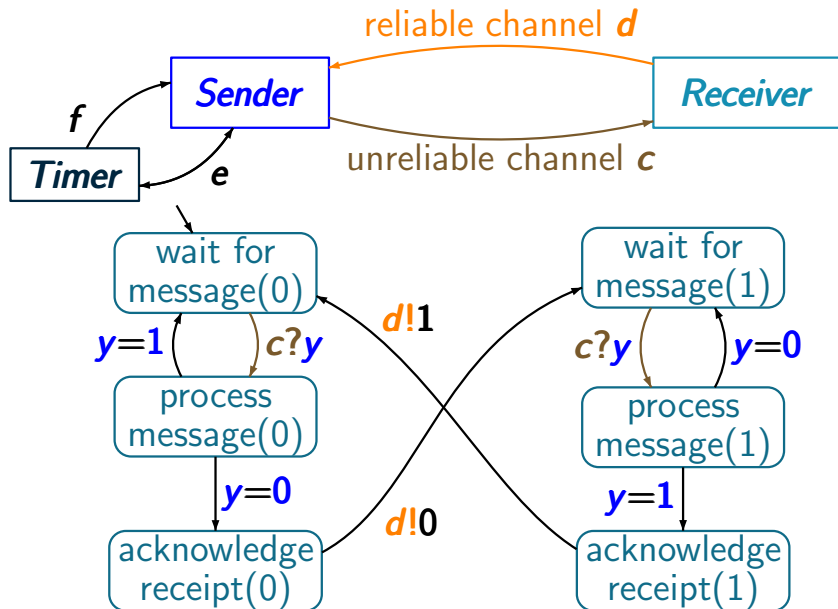 reliable channel d
Sender
Receiver
f
unreliable channel c
Timer
e
wait for
message(0)
wait for
message(1)
d!1
y=1
c?y
c?y
y=0
process
message(0)
process
message(1)
y=0
d!0
y=1
acknowledge
receipt(0)
acknowledge
receipt(1)